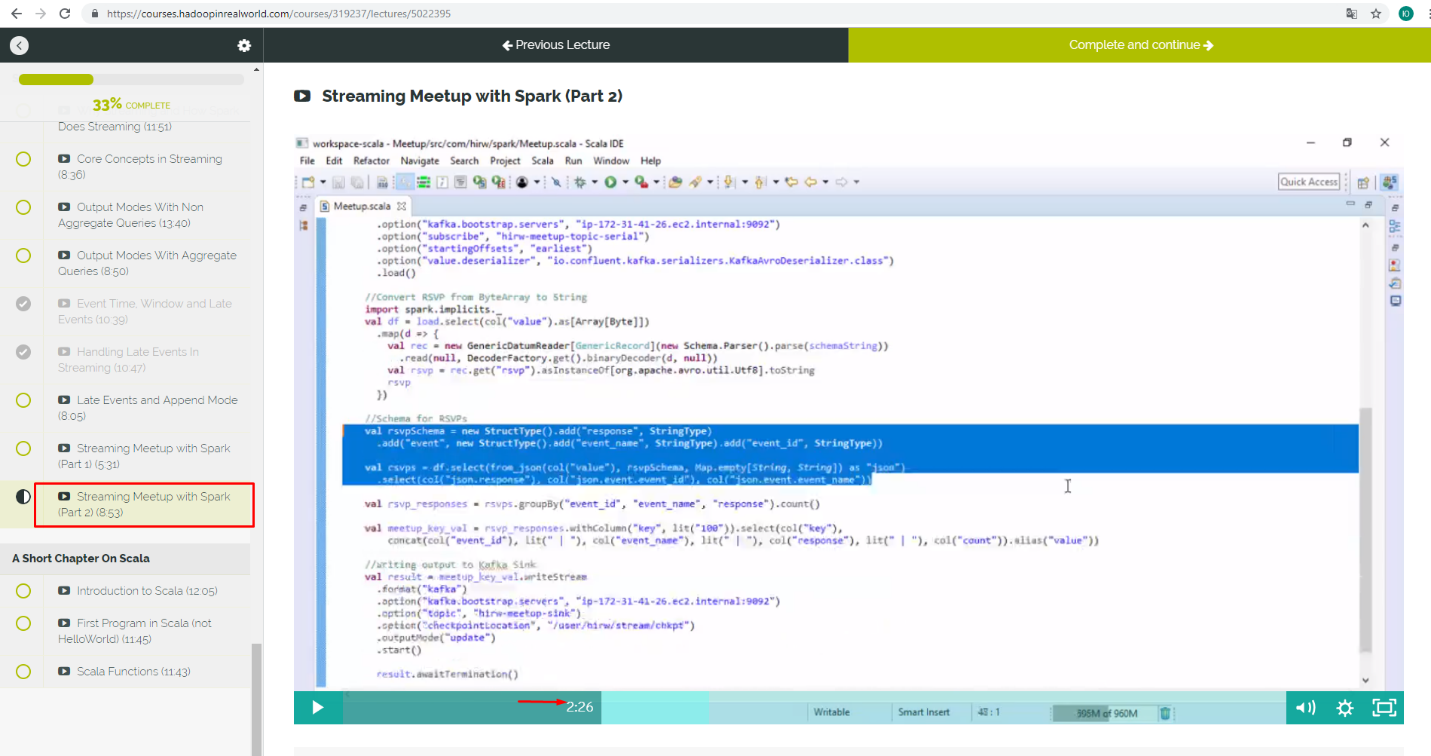 https://courses.hadoopinrealworld.com/courses/319237/lectures/5022395
IO
Previous Lecture
Complete and continue
33% COMPLETE
Does Streaming (11:51)
Core Concepts in Streaming
(8:36)
Output Modes With Non
Aggregate Queries (13:40)
Output Modes With Aggregate
Queries (8:50)
Event Time, Window and Late
Events (10:39)
Handling Late Events In
Streaming (10:47)
Late Events and Append Mode
(8:05)
Streaming Meetup with Spark
(Part 1) (5:31)
Streaming Meetup with Spark
(Part 2) (8:53)
A Short Chapter On Scala
Introduction to Scala (12:05)
First Program in Scala (not
HelloWorld) (11:45)
Scala Functions (11:43)
Streaming Meetup with Spark (Part 2)
workspace-scala - Meetup/src/com/hirw/spark/Meetup.scala - Scala IDE
File Edit Refactor Navigate Search Project Scala Run Window Help
Quick Access
Meetup.scala
.option("kafka.bootstrap.servers", "ip-172-31-41-26.ec2.internal:9092")
.option("subscribe", "hirw-meetup-topic-serial")
.option("startingOffsets", "earliest")
.option("value.deserializer", "io.confluent.kafka.serializers.KafkaAvroDeserializer.class")
.load()
//Convert RSVP from ByteArray to String
import spark.implicits._
val df = load.select(col("value").as[Array[Byte]])
.map(d => {
val rec = new GenericDatumReader[GenericRecord](new Schema.Parser().parse(schemaString))
.read(null, DecoderFactory.get().binaryDecoder(d, null))
val rsvp = rec.get("rsvp").asInstanceOf[org.apache.avro.util.Utf8].toString
rsvp
})
//Schema for RSVPs
val rsvpSchema = new StructType().add("response", StringType)
.add("event", new StructType().add("event_name", StringType).add("event_id", StringType))
val rsvps = df.select(from_json(col("value"), rsvpSchema, Map.empty[String, String]) as "json")
.select(col("json.response"), col("json.event.event_id"), col("json.event.event_name"))
val rsvp_responses = rsvps.groupBy("event_id", "event_name", "response").count()
val meetup_key_val = rsvp_responses.withColumn("key", lit("100")).select(col("key"),
concat(col("event_id"), lit(" | "), col("event_name"), lit(" | "), col("response"), lit(" | "), col("count")).alias("value"))
//writing output to Kafka Sink
val result = meetup_key_val.writeStream
.format("kafka")
.option("kafka.bootstrap.servers", "ip-172-31-41-26.ec2.internal:9092")
.option("topic", "hirw-meetup-sink")
.option("checkpointLocation", "/user/hirw/stream/chkpt")
.outputMode("update")
.start()
result.awaitTermination()
2:26
Writable
Smart Insert
43 : 1
of 960M